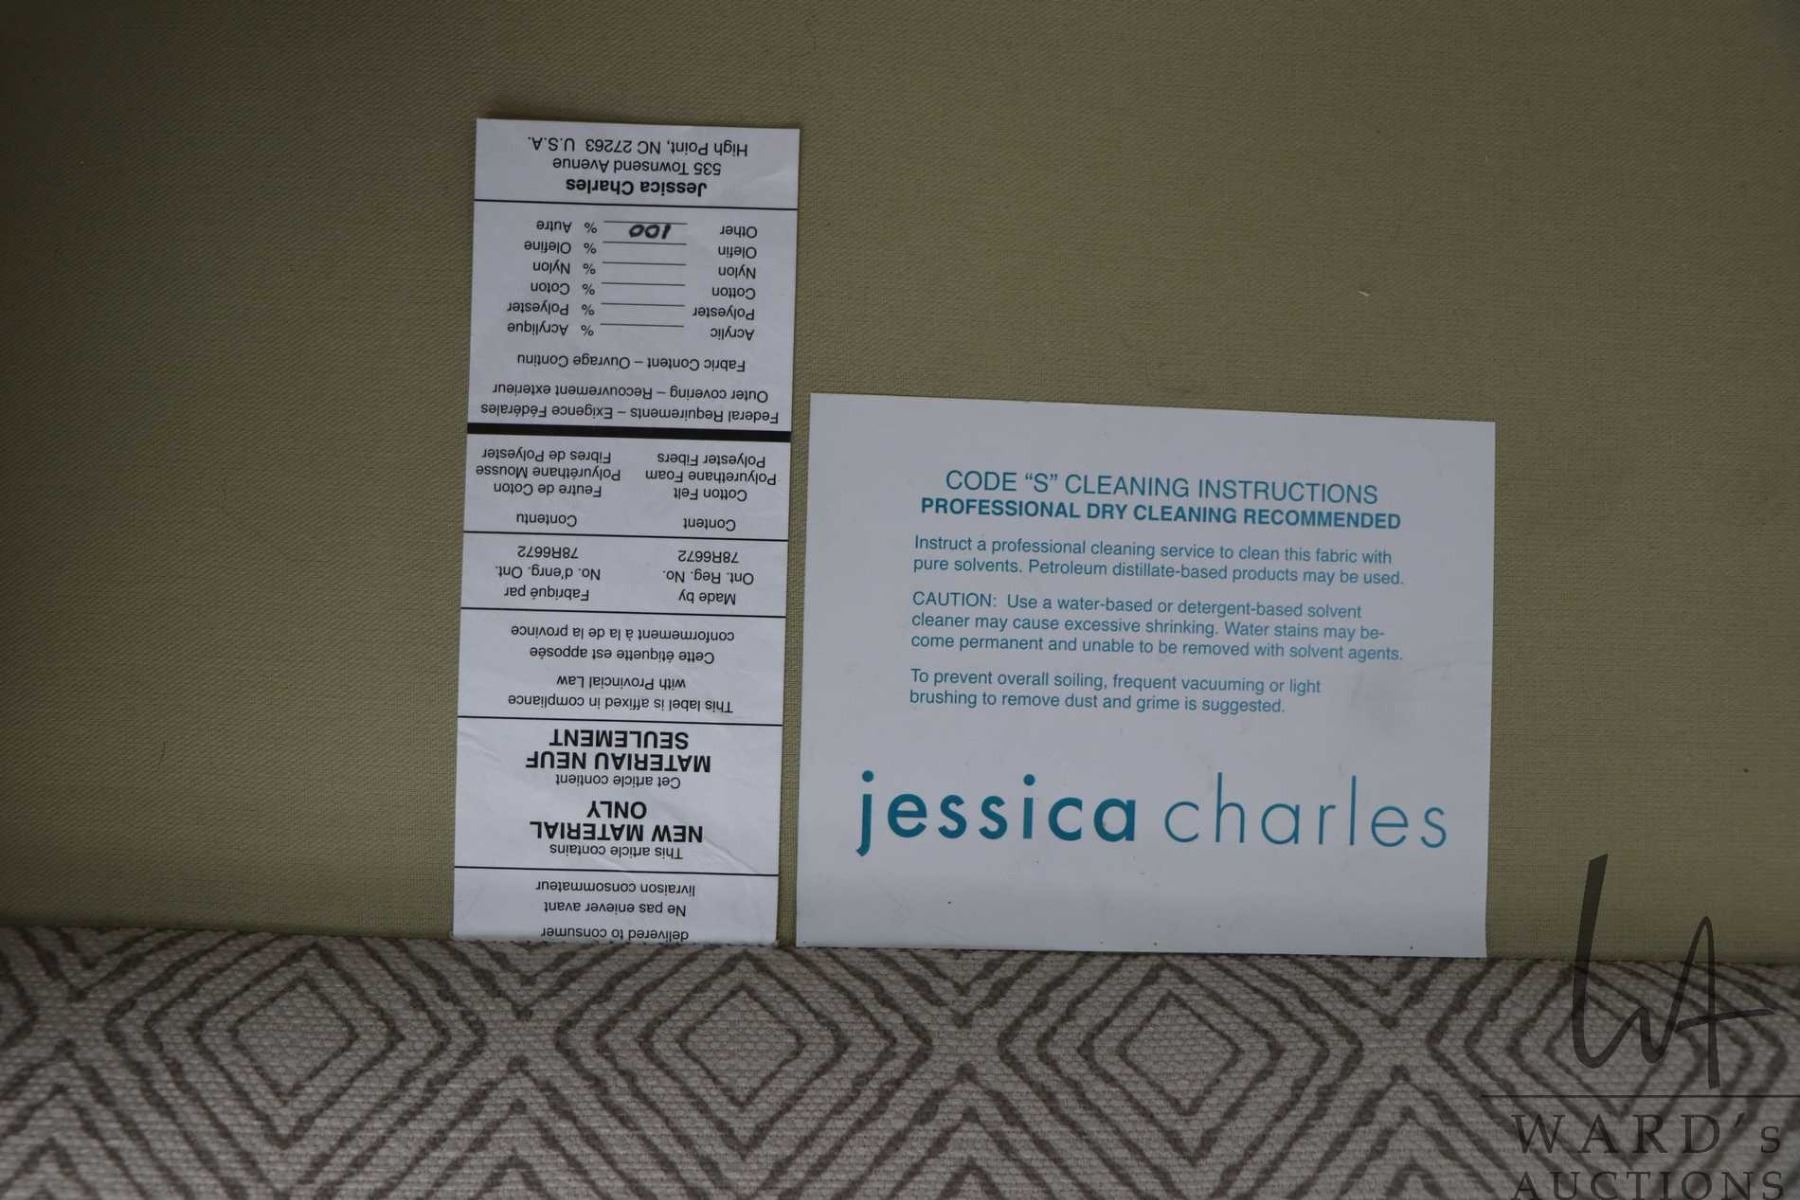 delivered to consumer
Ne pas enlever avant
livraison consommateur
This article contains
NEW MATERIAL
ONLY
Cet article contient
MATERIAU NEUF
SEULEMENT
This label is affixed in compliance
with Provincial Law
Cette étiquette est apposée
conformement à la de la province
Made by Fabriqué par
Ont. Reg. No. No. d'enrg. Ont.
78R6672 78R6672
Content Contentu
Cotton Felt Feutre de Coton
Polyurethane Foam Polyuréthane Mousse
Polyester Fibers Fibres de Polyester
Federal Requirements – Exigence Fédérales
Outer covering – Recouvrement exterieur
Fabric Content – Ouvrage Continu
Acrylic % Acrylique
Polyester % Polyester
Cotton % Coton
Nylon % Nylon
Olefin % Olefine
Other 100 % Autre
Jessica Charles
535 Townsend Avenue
High Point, NC 27263 U.S.A.
CODE “S” CLEANING INSTRUCTIONS
PROFESSIONAL DRY CLEANING RECOMMENDED
Instruct a professional cleaning service to clean this fabric with
pure solvents. Petroleum distillate-based products may be used.
CAUTION: Use a water-based or detergent-based solvent
cleaner may cause excessive shrinking. Water stains may be-
come permanent and unable to be removed with solvent agents.
To prevent overall soiling, frequent vacuuming or light
brushing to remove dust and grime is suggested.
jessica charles
WA
WARD's
AUCTIONS